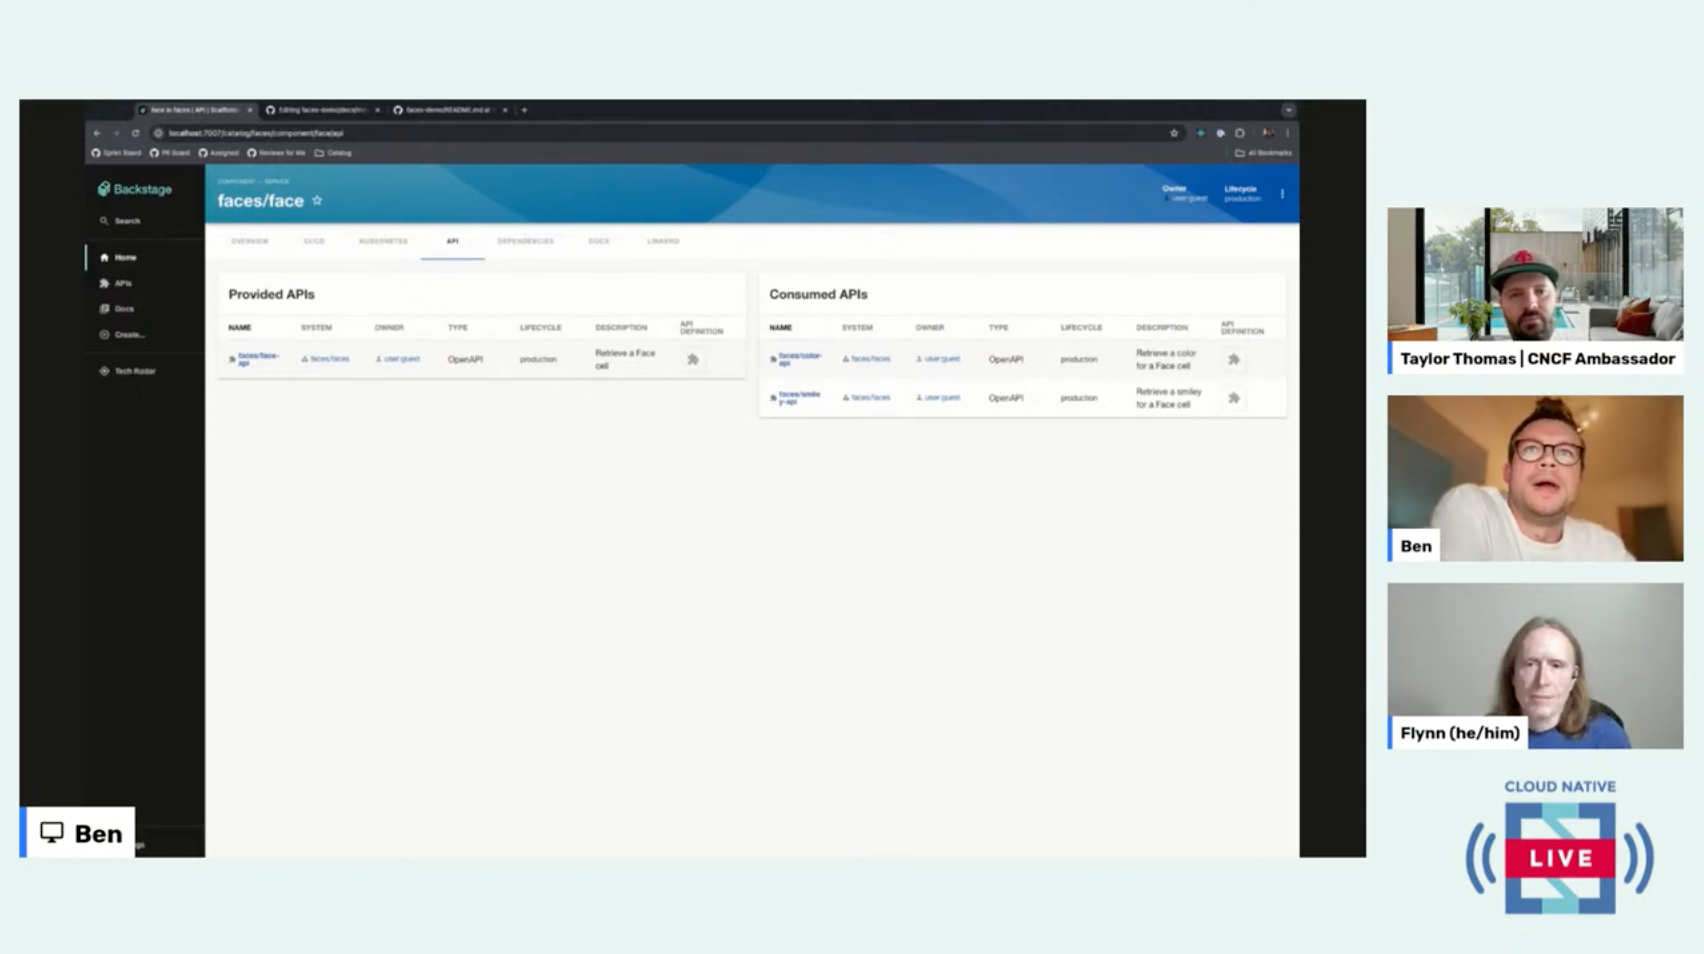 face in faces | API | Scaffold
Editing faces-demo/docs/ind
faces-demo/README.md at
localhost:7007/catalog/faces/component/face/api
Sprint Board PR Board Assigned Reviews for Me Catalog
All Bookmarks
Backstage
Search
Home
APIs
Docs
Create...
Tech Radar
COMPONENT — SERVICE
faces/face
Owner
user:guest
Lifecycle
production
OVERVIEW CI/CD KUBERNETES API DEPENDENCIES DOCS LINKERD
Provided APIs
NAME SYSTEM OWNER TYPE LIFECYCLE DESCRIPTION API DEFINITION
faces/face-api faces/faces user:guest OpenAPI production Retrieve a Face cell
Consumed APIs
NAME SYSTEM OWNER TYPE LIFECYCLE DESCRIPTION API DEFINITION
faces/color-api faces/faces user:guest OpenAPI production Retrieve a color for a Face cell
faces/smiley-api faces/faces user:guest OpenAPI production Retrieve a smiley for a Face cell
Ben
Taylor Thomas | CNCF Ambassador
Ben
Flynn (he/him)
CLOUD NATIVE
LIVE